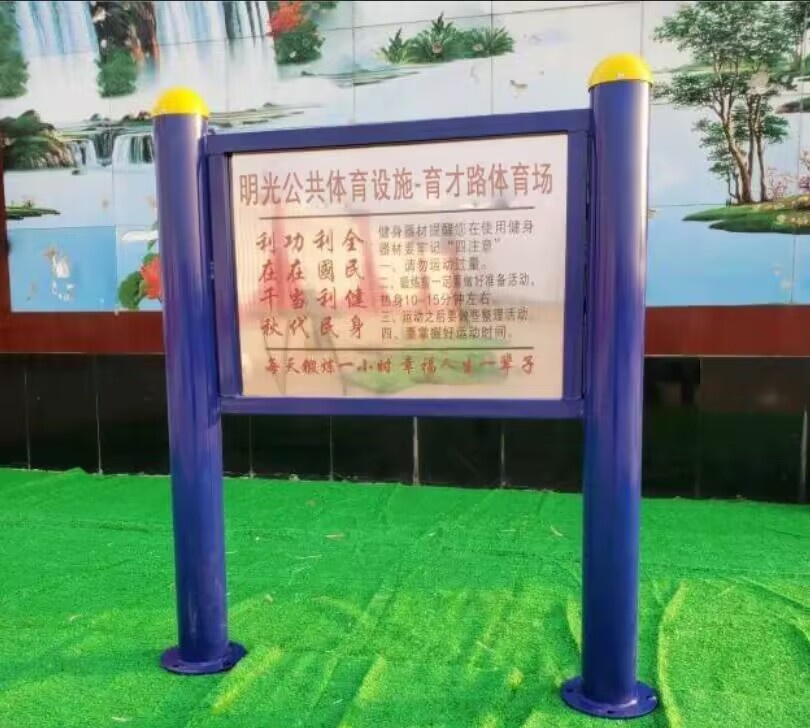 明光公共体育设施-育才路体育场
全民健身
利國利民
功在当代
利在千秋
健身器材提醒您在使用健身
器材要牢记“四注意”
一、请勿运动过量。
二、锻炼前一定要做好准备活动，
热身10-15分钟左右。
三、运动之后要做些整理活动。
四、要掌握好运动时间。
每天锻炼一小时 幸福人生一辈子